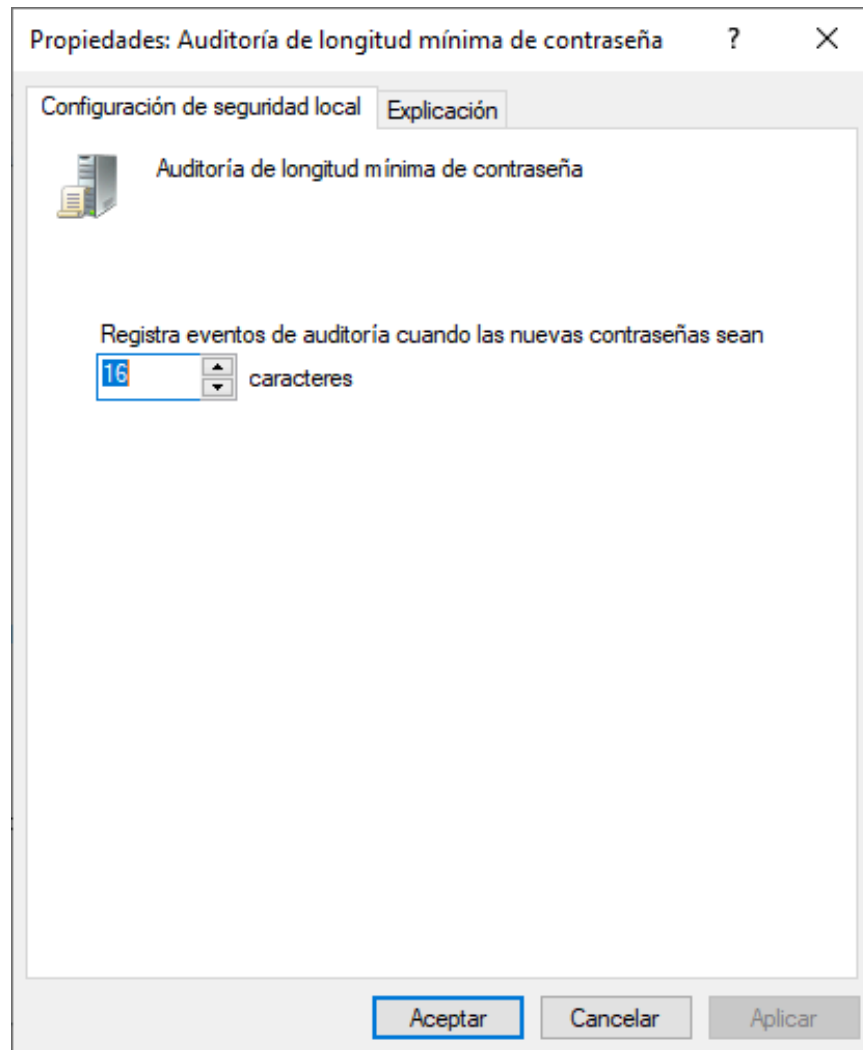 Propiedades: Auditoría de longitud mínima de contraseña ? X
Configuración de seguridad local Explicación
Auditoría de longitud mínima de contraseña
Registra eventos de auditoría cuando las nuevas contraseñas sean
16 caracteres
Aceptar Cancelar Aplicar